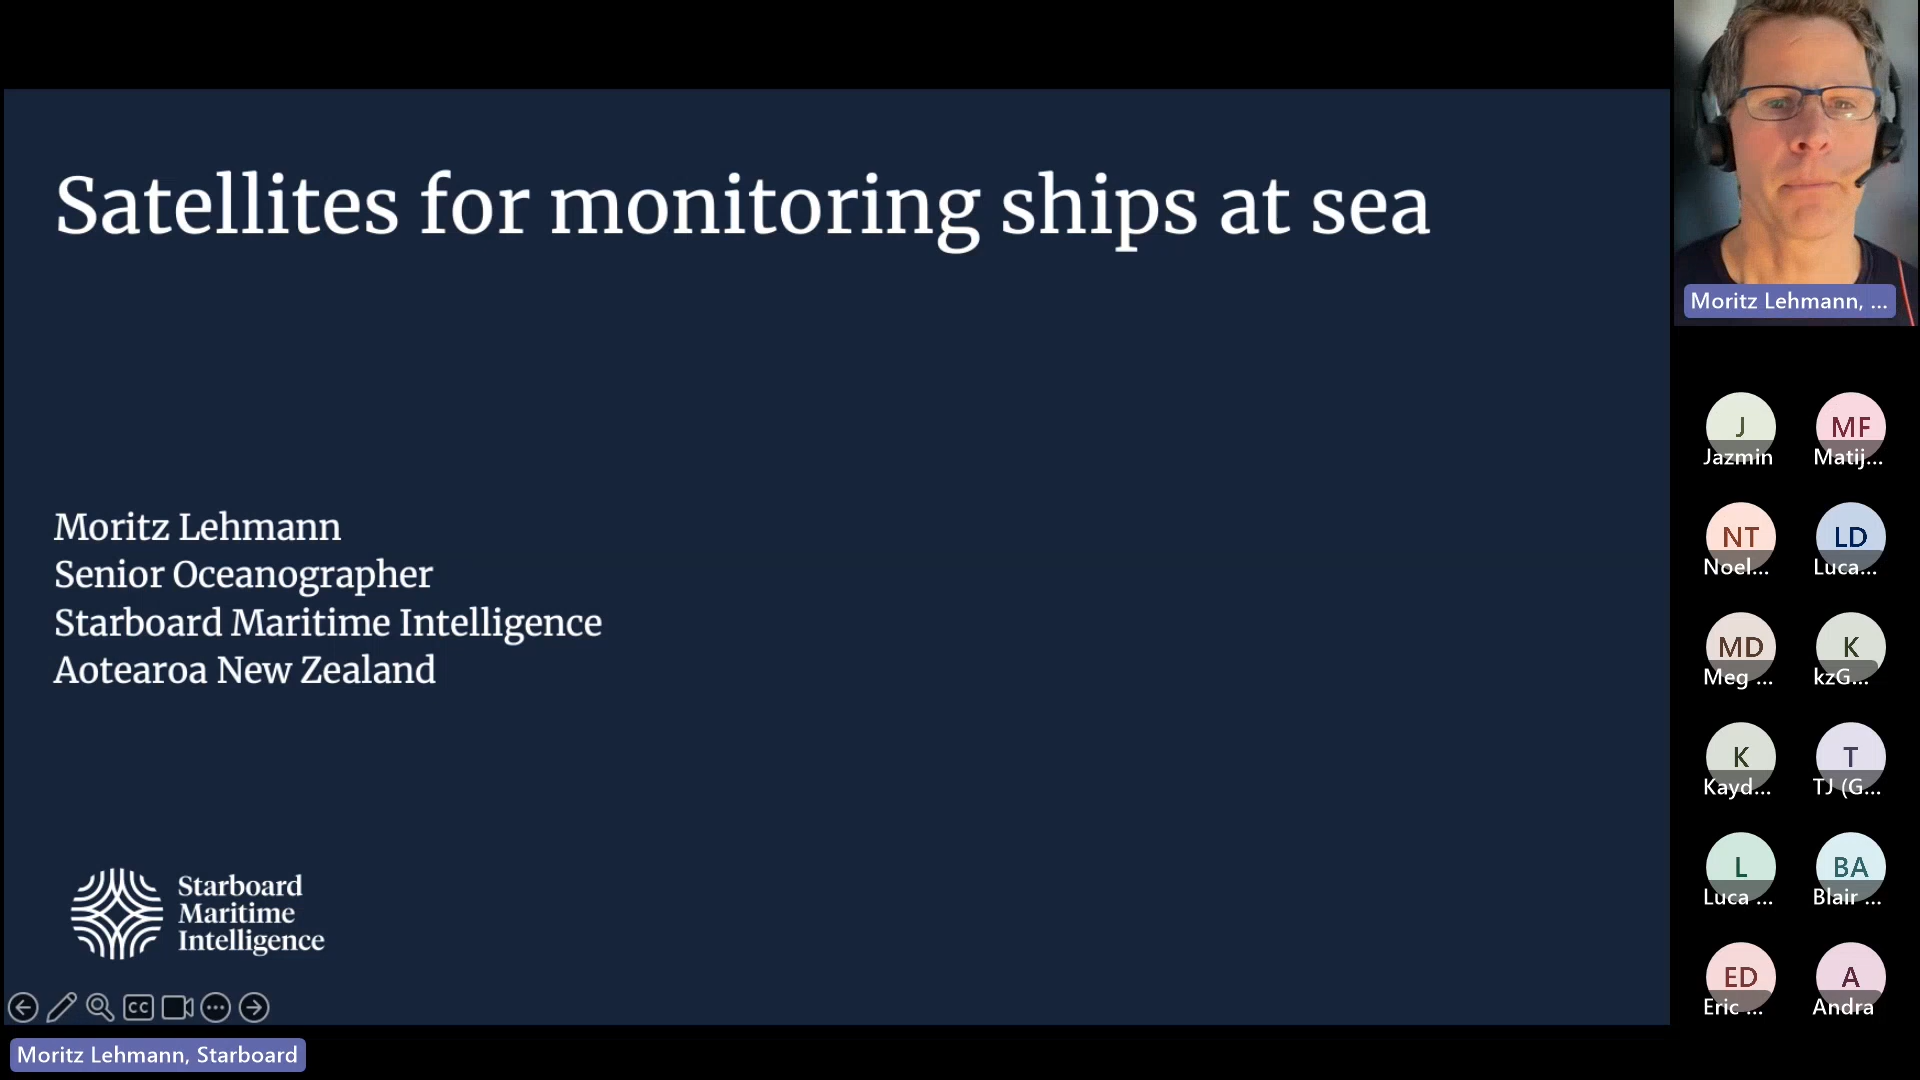 Satellites for monitoring ships at sea
Moritz Lehmann
Senior Oceanographer
Starboard Maritime Intelligence
Aotearoa New Zealand
Starboard
Maritime
Intelligence
CC
Moritz Lehmann, Starboard
Moritz Lehmann, ...
J
Jazmin
MF
Matij...
NT
Noel...
LD
Luca...
MD
Meg ...
K
kzG...
K
Kayd...
T
TJ (G...
L
Luca ...
BA
Blair ...
ED
Eric ...
A
Andra